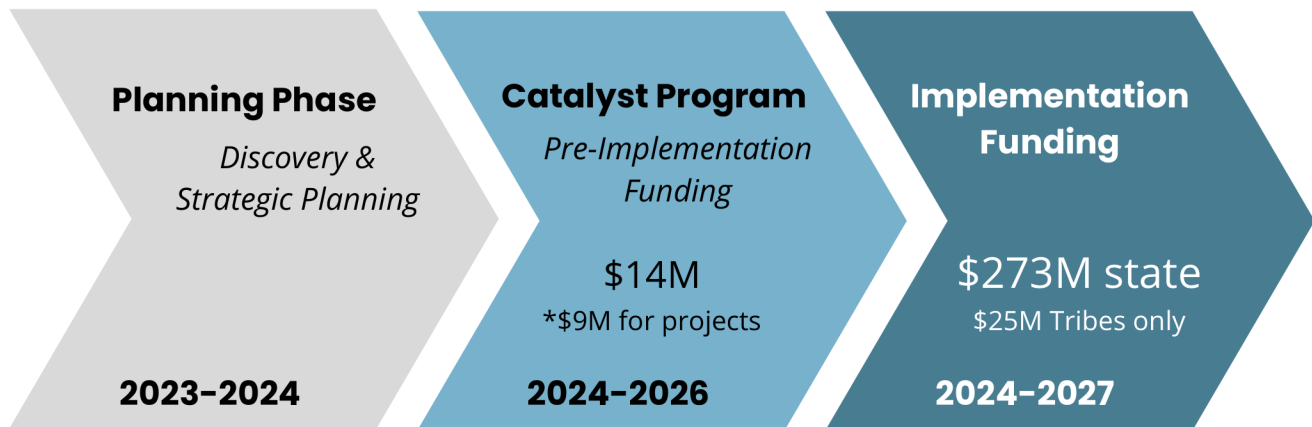 Planning Phase
Discovery &
Strategic Planning
2023-2024
Catalyst Program
Pre-Implementation
Funding
$14M
*$9M for projects
2024-2026
Implementation
Funding
$273M state
$25M Tribes only
2024-2027